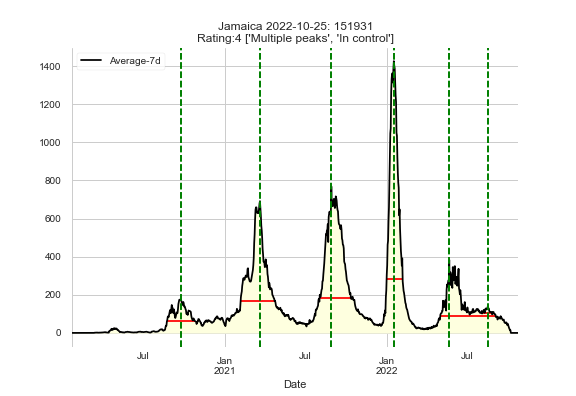 Jamaica 2022-10-25: 151931
Rating:4 ['Multiple peaks', 'In control']
Average-7d
1400
1200
1000
800
600
400
200
0
Jul
Jan
2021
Jul
Jan
2022
Jul
Date